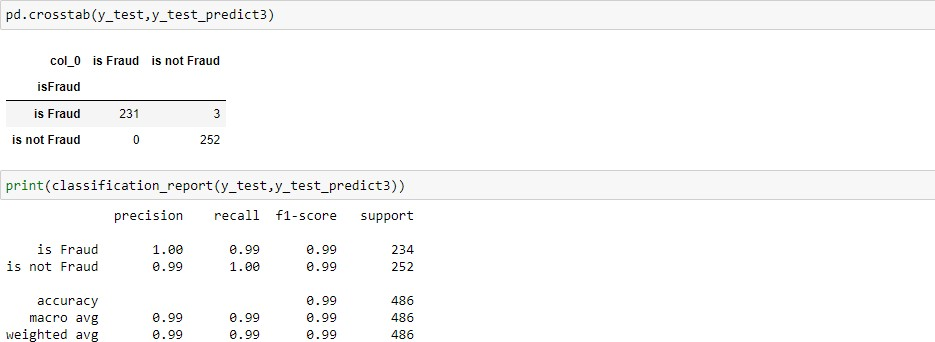 pd.crosstab(y_test,y_test_predict3)
col_0 is Fraud is not Fraud
isFraud
is Fraud 231 3
is not Fraud 0 252
print(classification_report(y_test,y_test_predict3))
precision recall f1-score support
is Fraud 1.00 0.99 0.99 234
is not Fraud 0.99 1.00 0.99 252
accuracy 0.99 486
macro avg 0.99 0.99 0.99 486
weighted avg 0.99 0.99 0.99 486